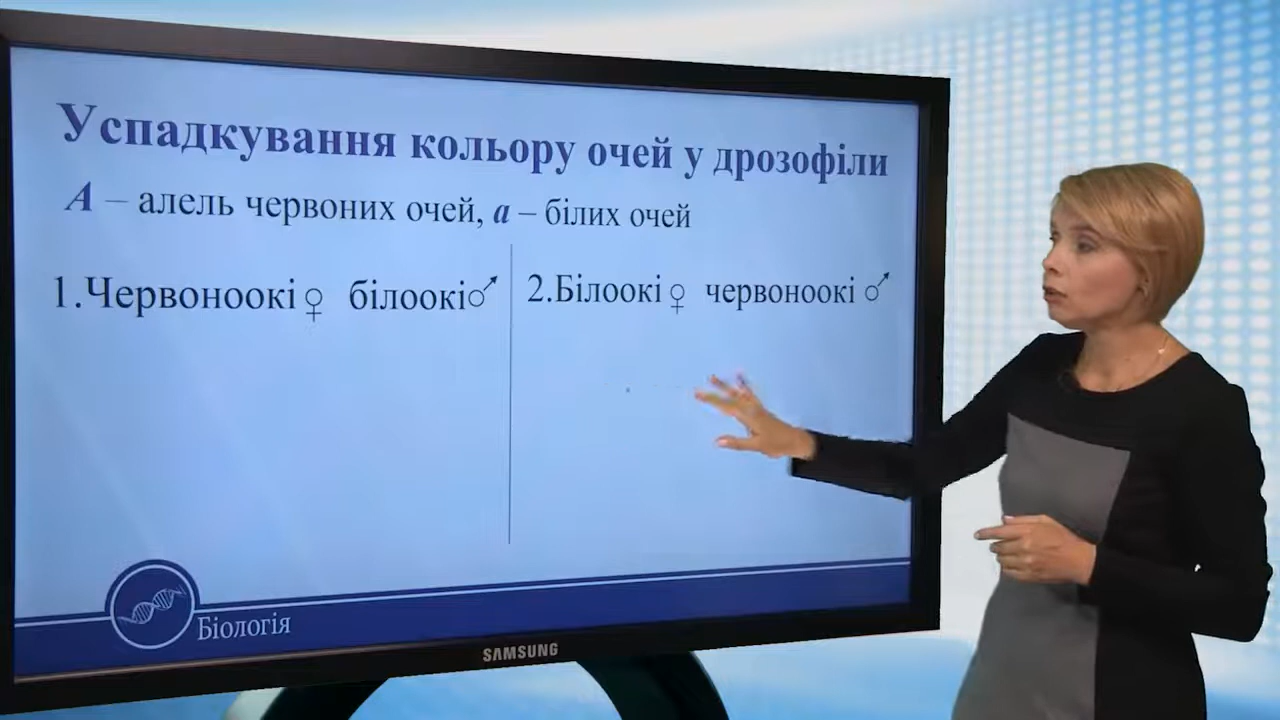 Успадкування кольору очей у дрозофіли
A – алель червоних очей, a – білих очей
1.Червоноокі♀ білоокі♂
2.Білоокі♀ червоноокі♂
Біологія
SAMSUNG